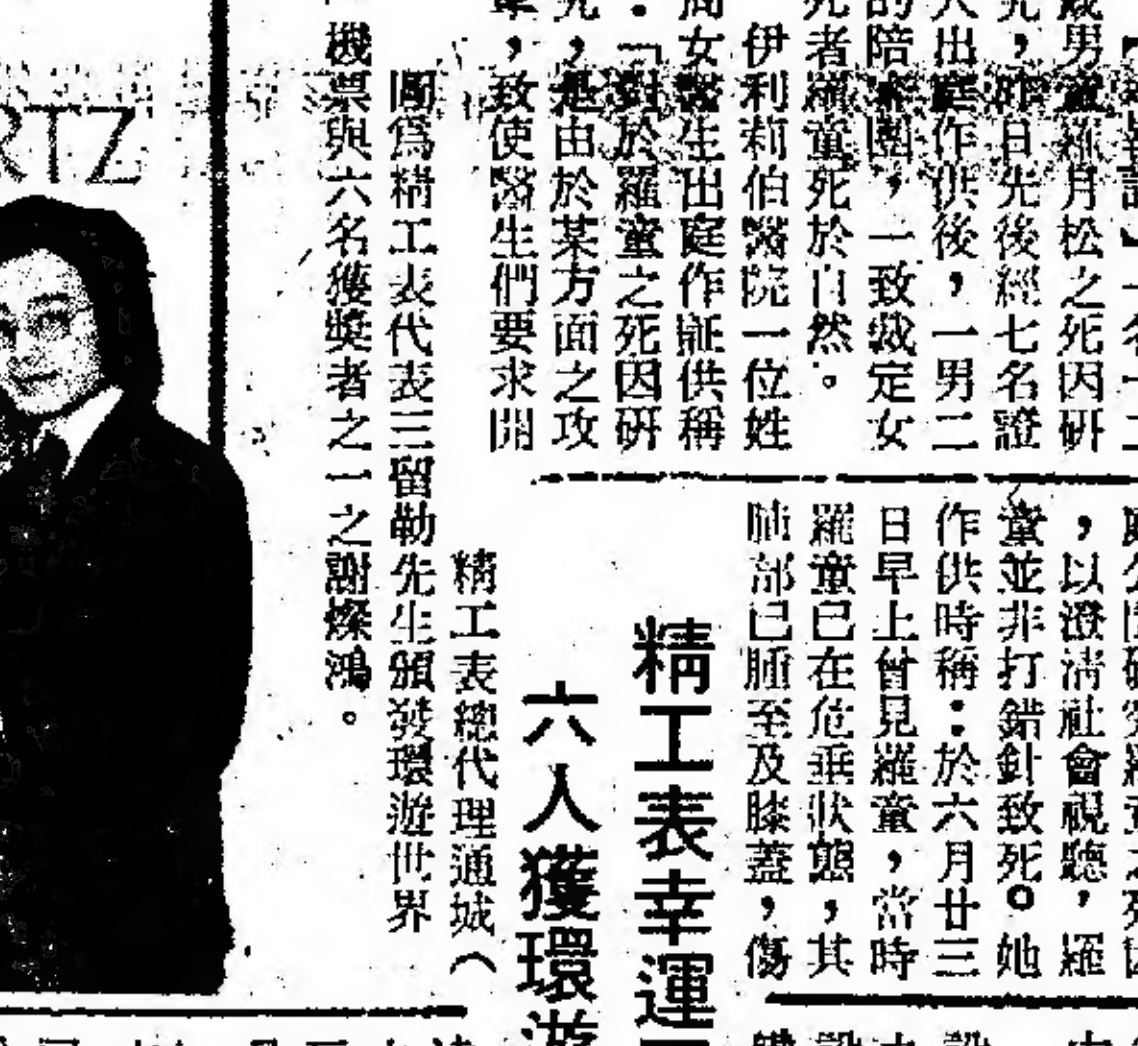 歲男童羅月松之死因研
死，昨日先後經七名證
人出庭作供後，一男二
的陪審團，一致裁定女
死者羅童死於自然。
伊利莉伯醫院一位姓
周女醫生出庭作証供稱
：「對於羅童之死因研
究，是由於某方面之攻
擊，致使醫生們要求開
，以澄清社會視聽，羅
童並非打錯針致死。她
作供時稱：於六月廿三
日早上曾見羅童，當時
羅童已在危垂狀態，其
肺部已腫至及膝蓋，傷
精工表幸運
六人獲環遊
精工表總代理通城（
圖為精工表代表三留勒先生頒發環遊世界
機票與六名獲獎者之一之謝燦鴻。
RTZ